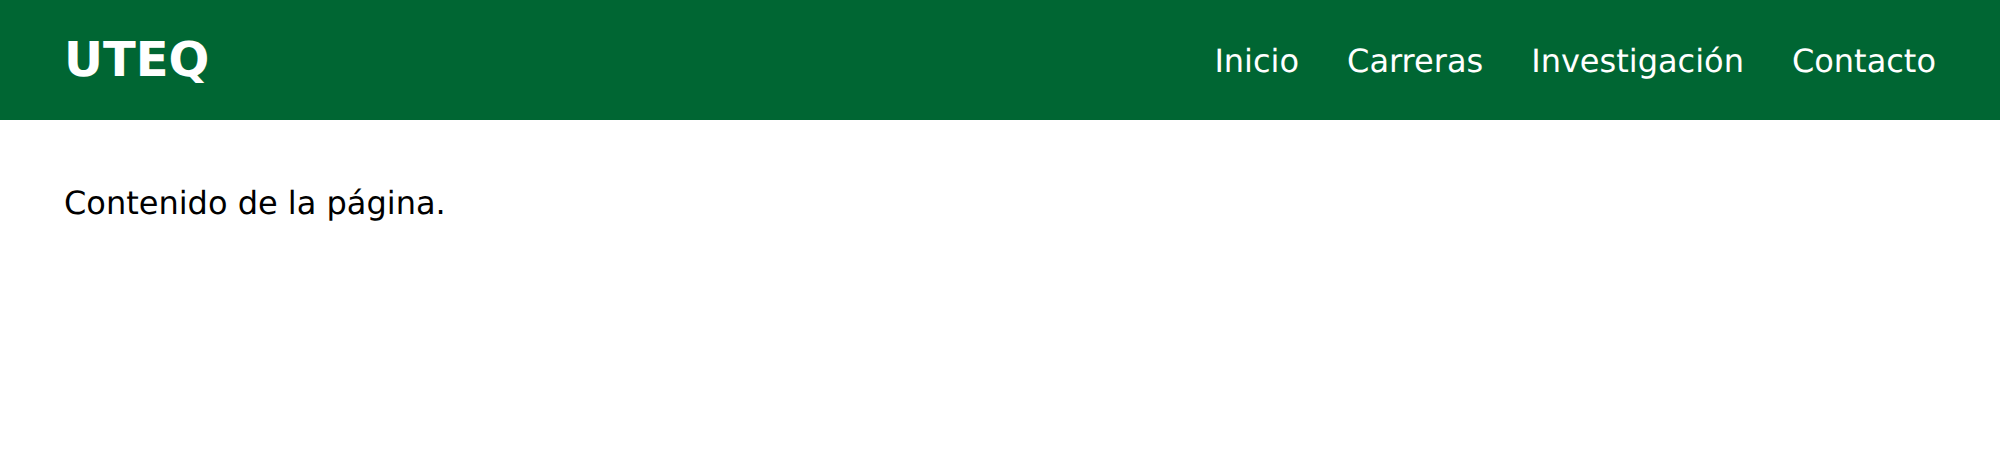 UTEQ
Inicio Carreras Investigación Contacto
Contenido de la página.